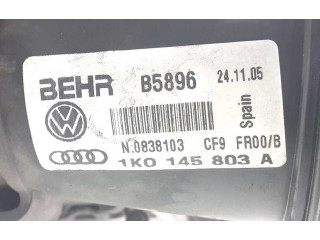 BEHR B5896 24.11.05
Spain
N.0838103 CF9 FR00/B
1K0 145 803 A